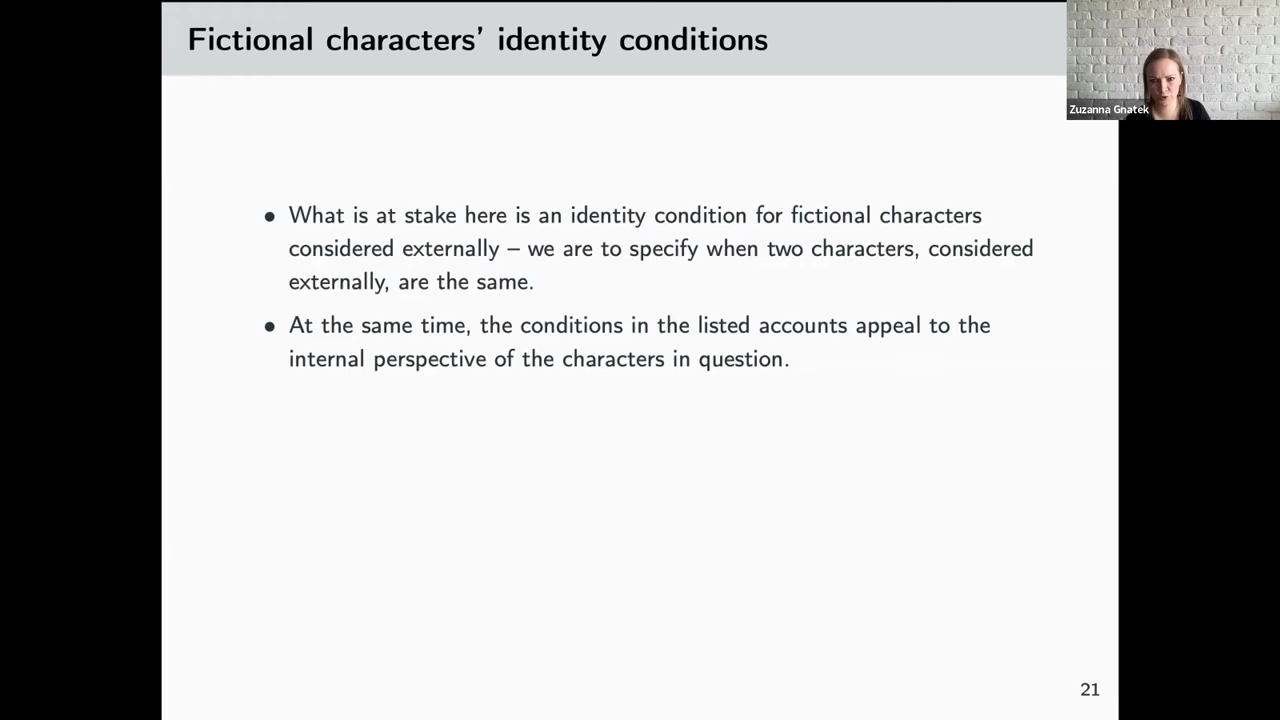 Fictional characters’ identity conditions
Zuzanna Gnatek
• What is at stake here is an identity condition for fictional characters
considered externally – we are to specify when two characters, considered
externally, are the same.
• At the same time, the conditions in the listed accounts appeal to the
internal perspective of the characters in question.
21